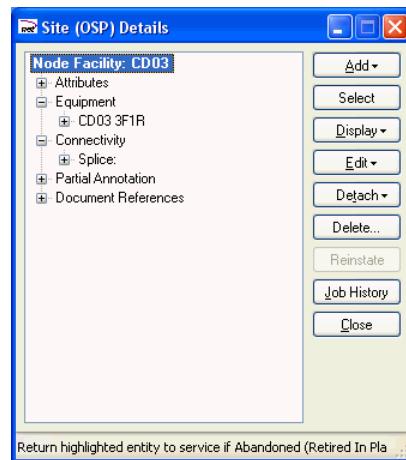 Site (OSP) Details
Node Facility: CD03
Attributes
Equipment
CD03 3F1R
Connectivity
Splice:
Partial Annotation
Document References
Add
Select
Display
Edit
Detach
Delete...
Reinstate
Job History
Close
Return highlighted entity to service if Abandoned (Retired In Pla